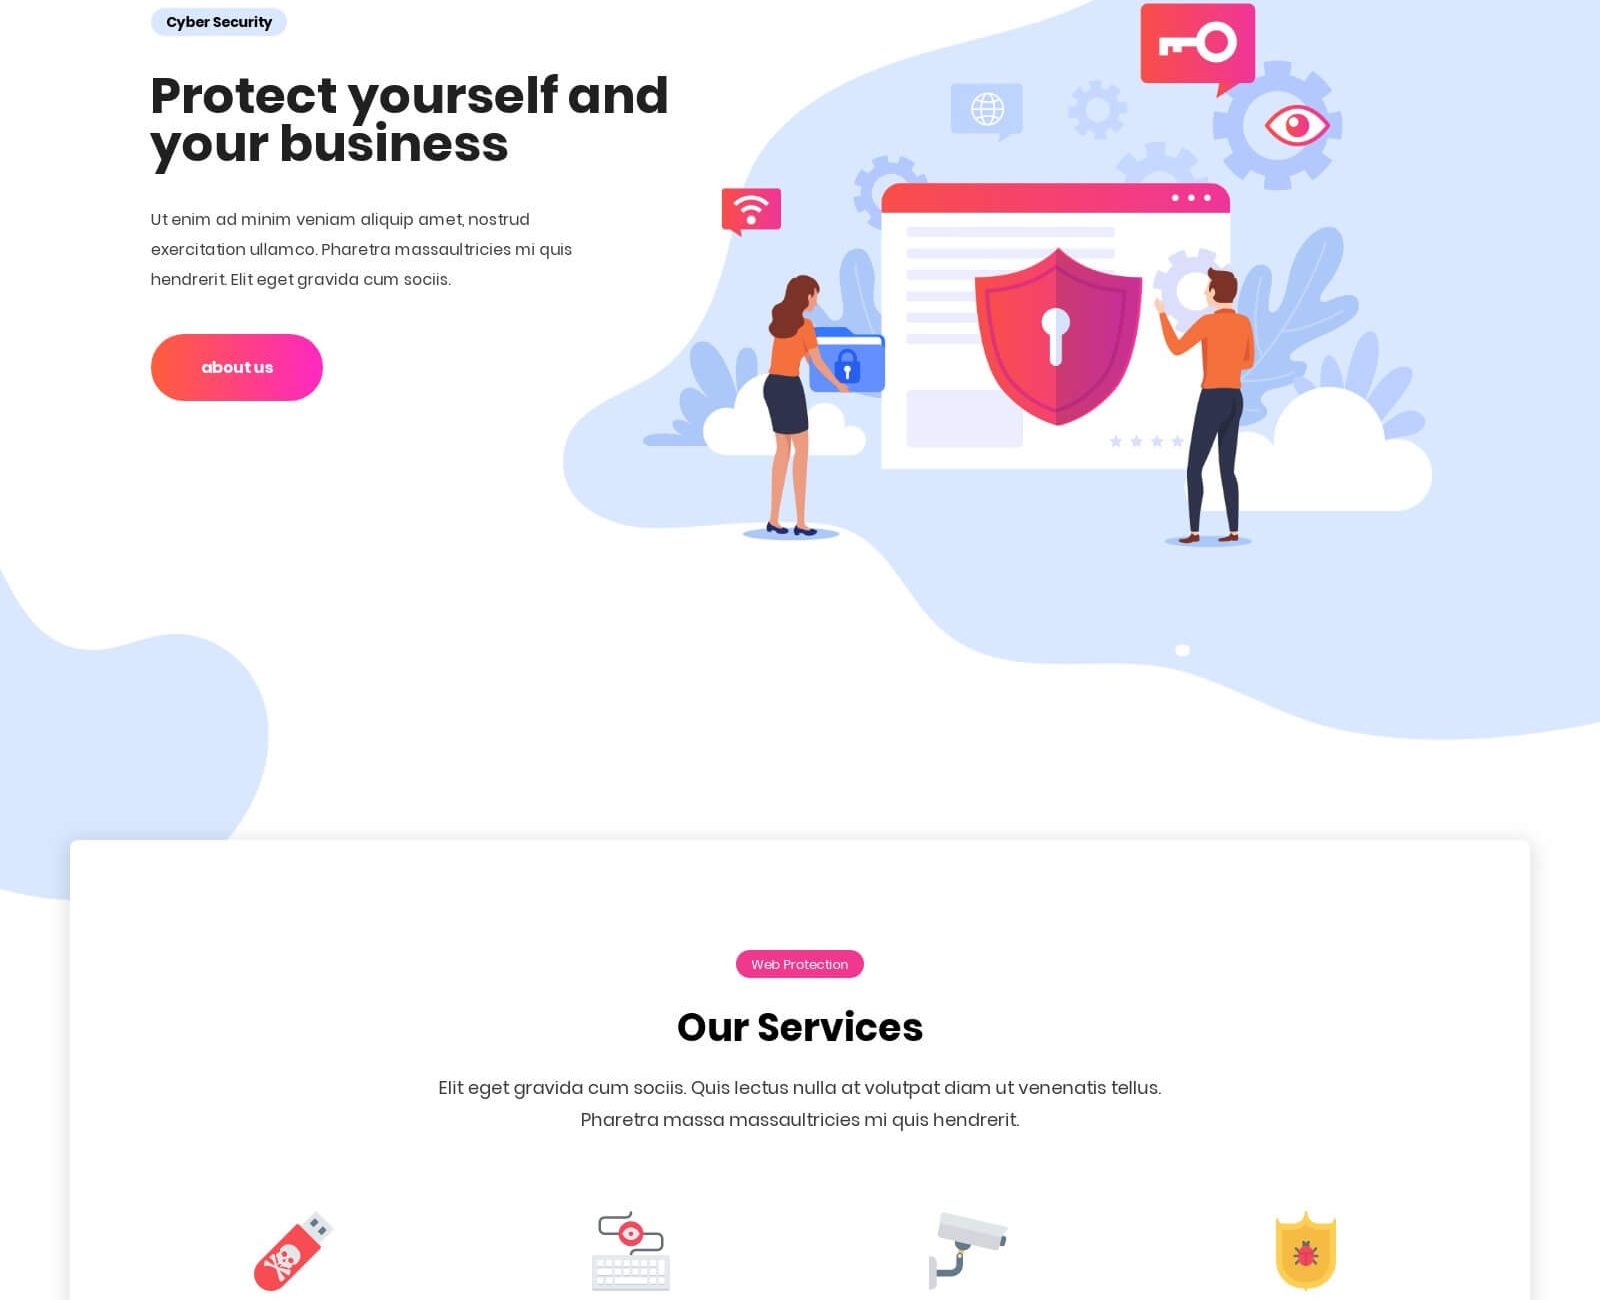 Cyber Security
Protect yourself and
your business
Ut enim ad minim veniam aliquip amet, nostrud
exercitation ullamco. Pharetra massaultricies mi quis
hendrerit. Elit eget gravida cum sociis.
about us
Web Protection
Our Services
Elit eget gravida cum sociis. Quis lectus nulla at volutpat diam ut venenatis tellus.
Pharetra massa massaultricies mi quis hendrerit.